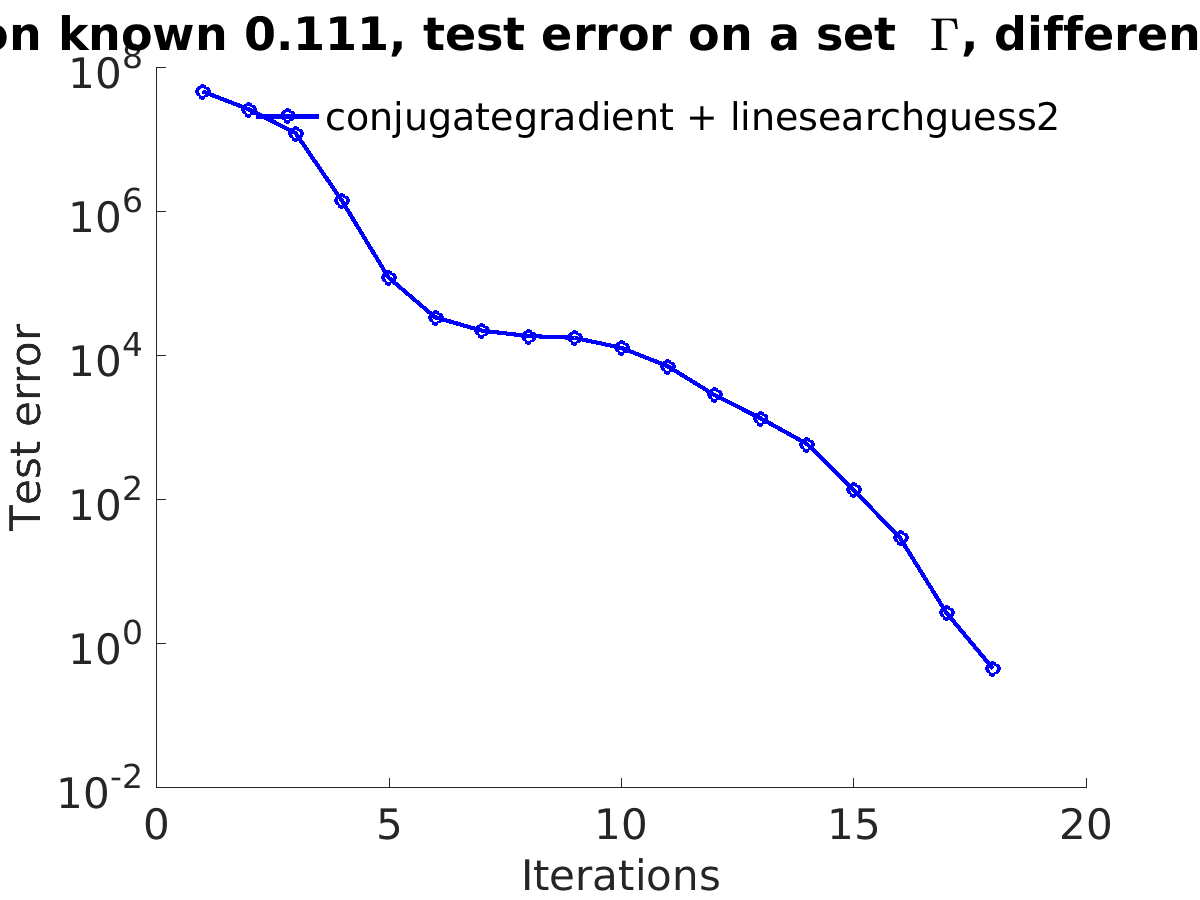 on known 0.111, test error on a set Γ, differen
10^8
conjugategradient + linesearchguess2
10^6
10^4
10^2
10^0
10^-2
Test error
0 5 10 15 20
Iterations